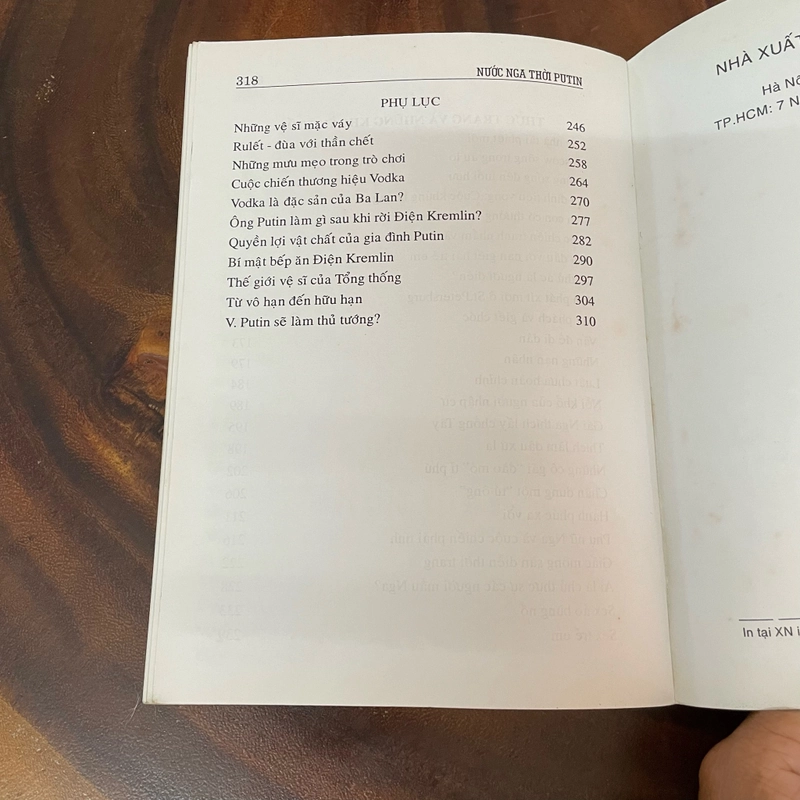 318
NƯỚC NGA THỜI PUTIN
PHỤ LỤC
Những vệ sĩ mặc váy 246
Rulết - đùa với thần chết 252
Những mưu mẹo trong trò chơi 258
Cuộc chiến thương hiệu Vodka 264
Vodka là đặc sản của Ba Lan? 270
Ông Putin làm gì sau khi rời Điện Kremlin? 277
Quyền lợi vật chất của gia đình Putin 282
Bí mật bếp ăn Điện Kremlin 290
Thế giới vệ sĩ của Tổng thống 297
Từ vô hạn đến hữu hạn 304
V. Putin sẽ làm thủ tướng? 310
NHÀ XUẤT
Hà Nộ
TP.HCM: 7 N
In tại XN i